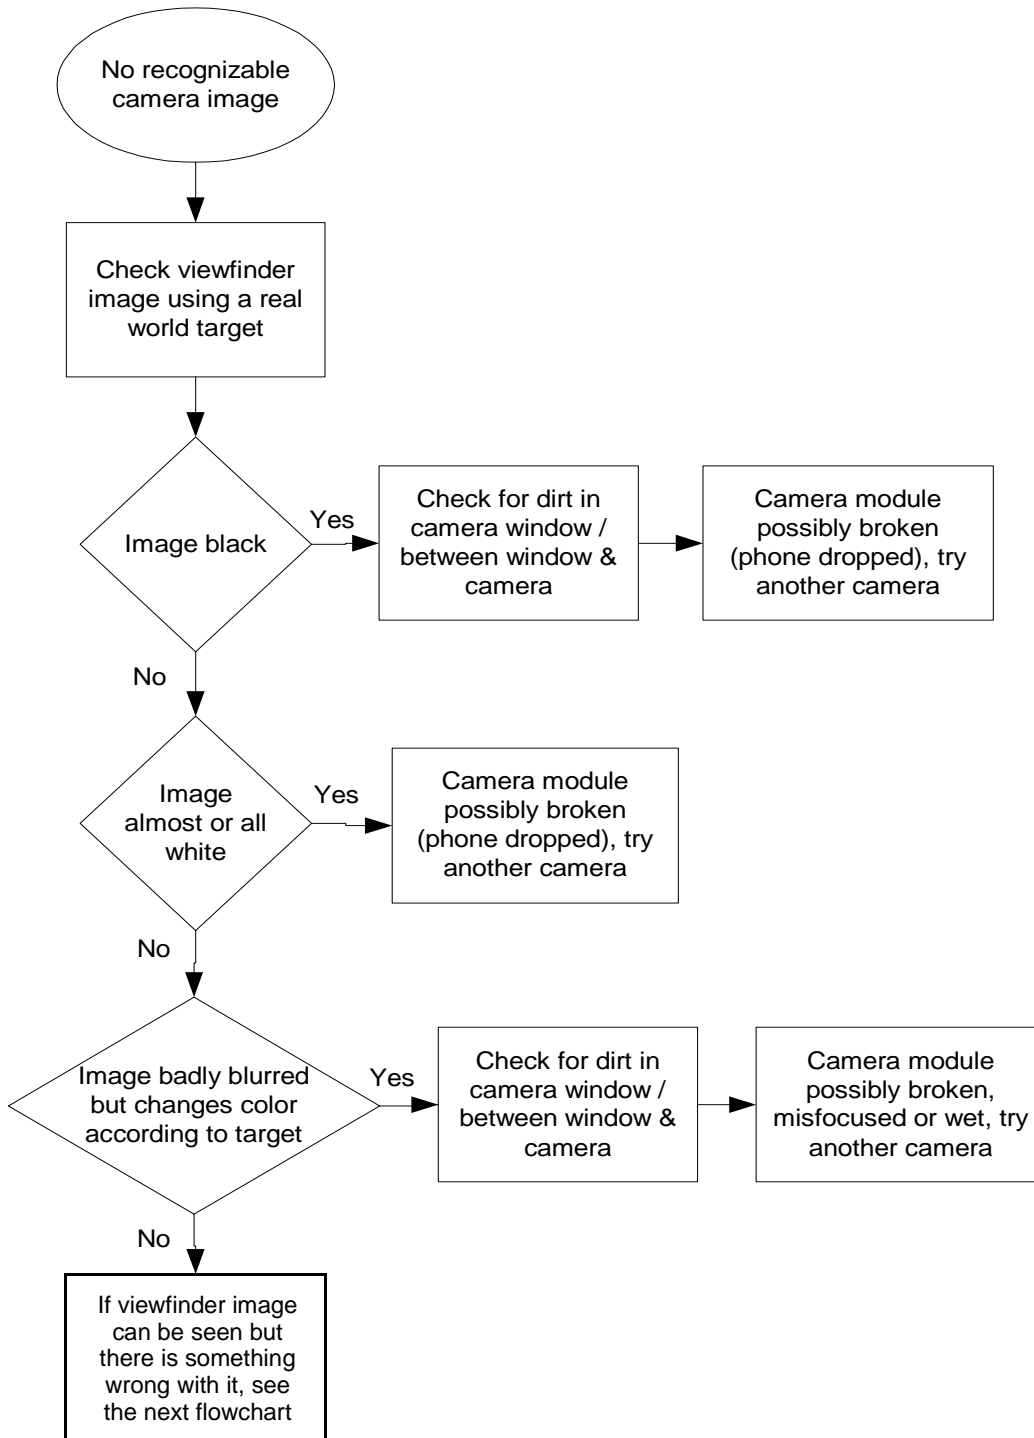 No recognizable
camera image
Check viewfinder
image using a real
world target
Image black
Yes
Check for dirt in
camera window /
between window &
camera
Camera module
possibly broken
(phone dropped), try
another camera
No
Image
almost or all
white
Yes
Camera module
possibly broken
(phone dropped), try
another camera
No
Image badly blurred
but changes color
according to target
Yes
Check for dirt in
camera window /
between window &
camera
Camera module
possibly broken,
misfocused or wet, try
another camera
No
If viewfinder image
can be seen but
there is something
wrong with it, see
the next flowchart